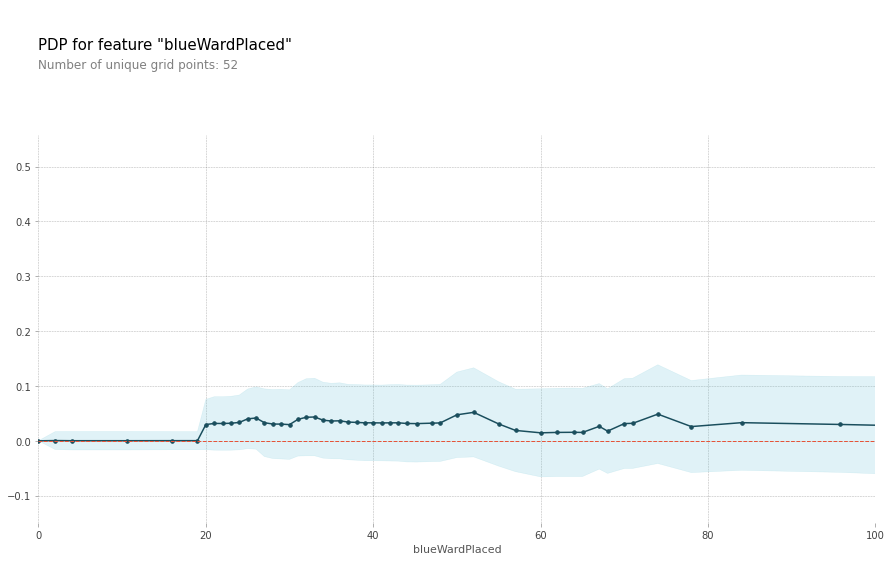 PDP for feature "blueWardPlaced"
Number of unique grid points: 52
0.5
0.4
0.3
0.2
0.1
0.0
−0.1
0 20 40 60 80 100
blueWardPlaced